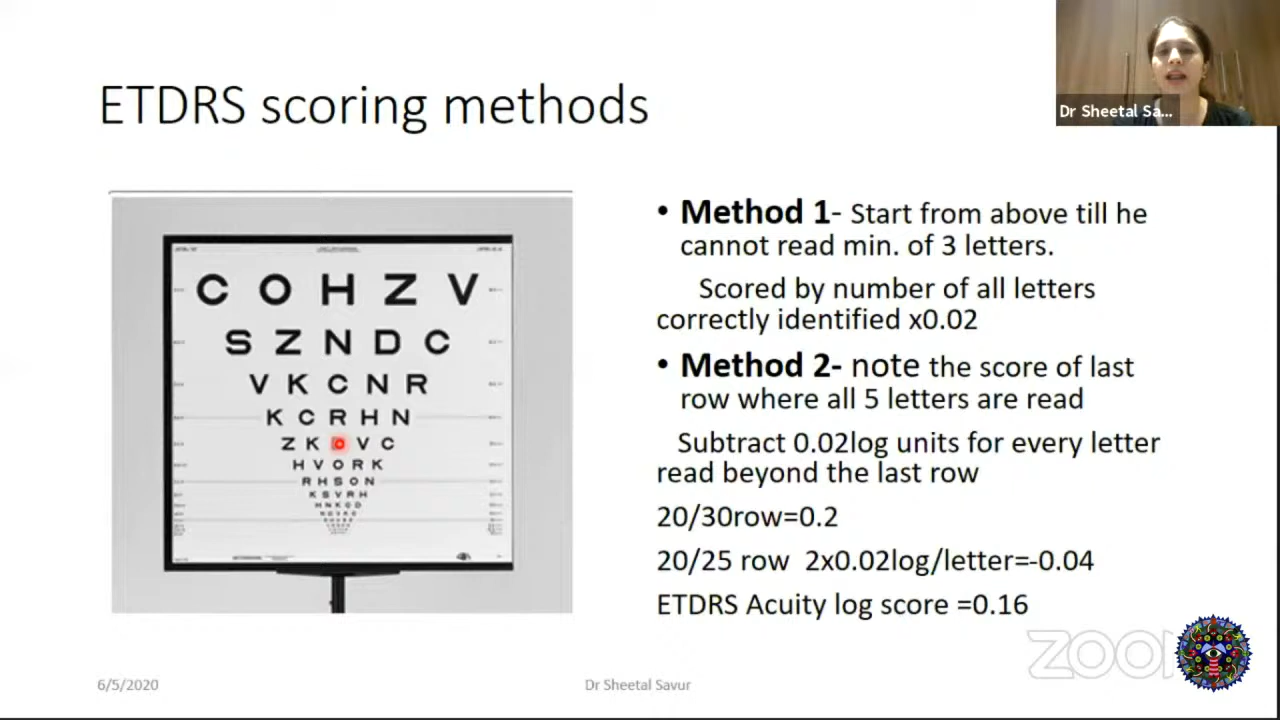 Dr Sheetal Sa...
ETDRS scoring methods
C O H Z V
S Z N D C
V K C N R
K C R H N
Z K O V C
H V O R K
R H S O N
K S V R H
H N K C D
• Method 1- Start from above till he
cannot read min. of 3 letters.
Scored by number of all letters
correctly identified x0.02
• Method 2- note the score of last
row where all 5 letters are read
Subtract 0.02log units for every letter
read beyond the last row
20/30row=0.2
20/25 row 2x0.02log/letter=-0.04
ETDRS Acuity log score =0.16
ZOOM
6/5/2020
Dr Sheetal Savur